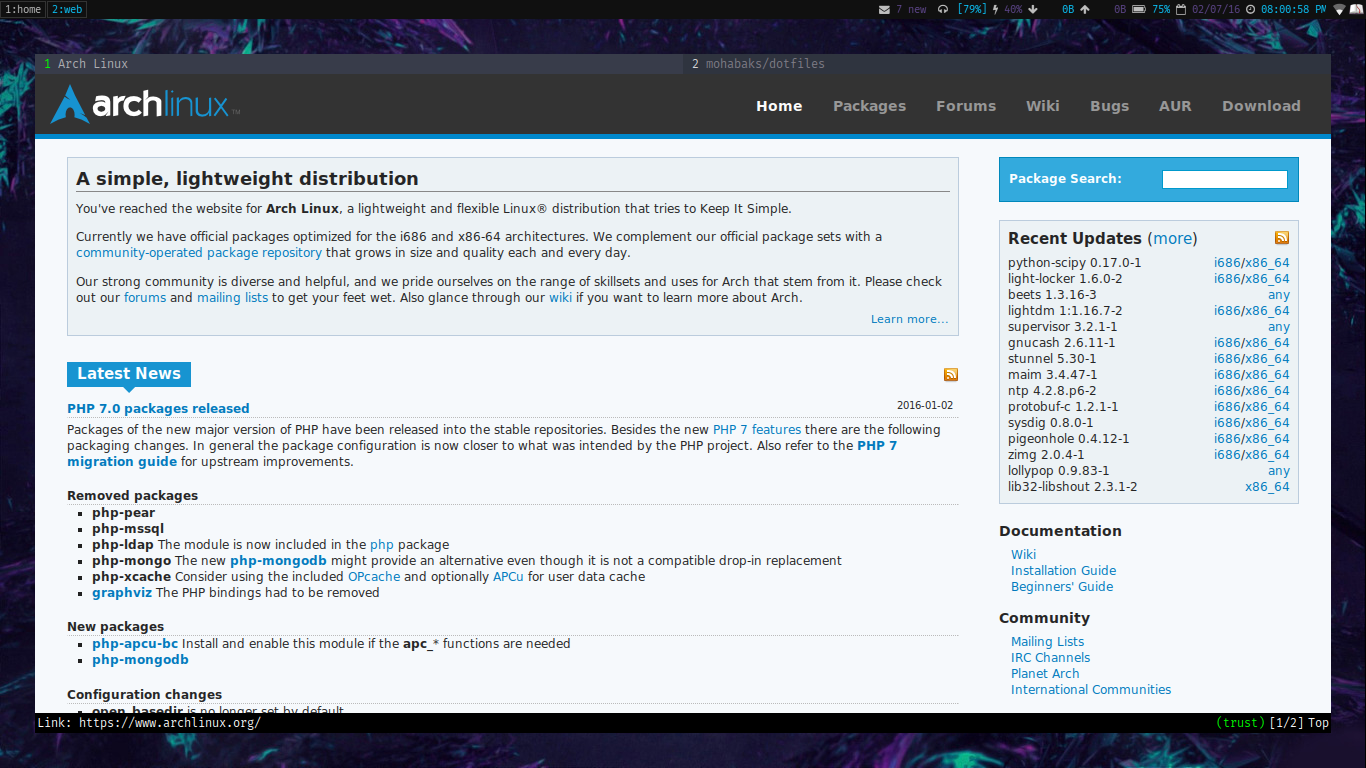 1:home 2:web 7 new [79%] 40% 0B 0B 75% 02/07/16 08:00:58 PM
1 Arch Linux 2 mohabaks/dotfiles
archlinux™ Home Packages Forums Wiki Bugs AUR Download
A simple, lightweight distribution
You've reached the website for Arch Linux, a lightweight and flexible Linux® distribution that tries to Keep It Simple.
Currently we have official packages optimized for the i686 and x86-64 architectures. We complement our official package sets with a
community-operated package repository that grows in size and quality each and every day.
Our strong community is diverse and helpful, and we pride ourselves on the range of skillsets and uses for Arch that stem from it. Please check
out our forums and mailing lists to get your feet wet. Also glance through our wiki if you want to learn more about Arch.
Learn more...
Latest News
PHP 7.0 packages released 2016-01-02
Packages of the new major version of PHP have been released into the stable repositories. Besides the new PHP 7 features there are the following
packaging changes. In general the package configuration is now closer to what was intended by the PHP project. Also refer to the PHP 7
migration guide for upstream improvements.
Removed packages
php-pear
php-mssql
php-ldap The module is now included in the php package
php-mongo The new php-mongodb might provide an alternative even though it is not a compatible drop-in replacement
php-xcache Consider using the included OPcache and optionally APCu for user data cache
graphviz The PHP bindings had to be removed
New packages
php-apcu-bc Install and enable this module if the apc_* functions are needed
php-mongodb
Configuration changes
open_basedir is no longer set by default
Package Search:
Recent Updates (more)
python-scipy 0.17.0-1 i686/x86_64
light-locker 1.6.0-2 i686/x86_64
beets 1.3.16-3 any
lightdm 1:1.16.7-2 i686/x86_64
supervisor 3.2.1-1 any
gnucash 2.6.11-1 i686/x86_64
stunnel 5.30-1 i686/x86_64
maim 3.4.47-1 i686/x86_64
ntp 4.2.8.p6-2 i686/x86_64
protobuf-c 1.2.1-1 i686/x86_64
sysdig 0.8.0-1 i686/x86_64
pigeonhole 0.4.12-1 i686/x86_64
zimg 2.0.4-1 i686/x86_64
lollypop 0.9.83-1 any
lib32-libshout 2.3.1-2 x86_64
Documentation
Wiki
Installation Guide
Beginners' Guide
Community
Mailing Lists
IRC Channels
Planet Arch
International Communities
Link: https://www.archlinux.org/ (trust) [1/2] Top